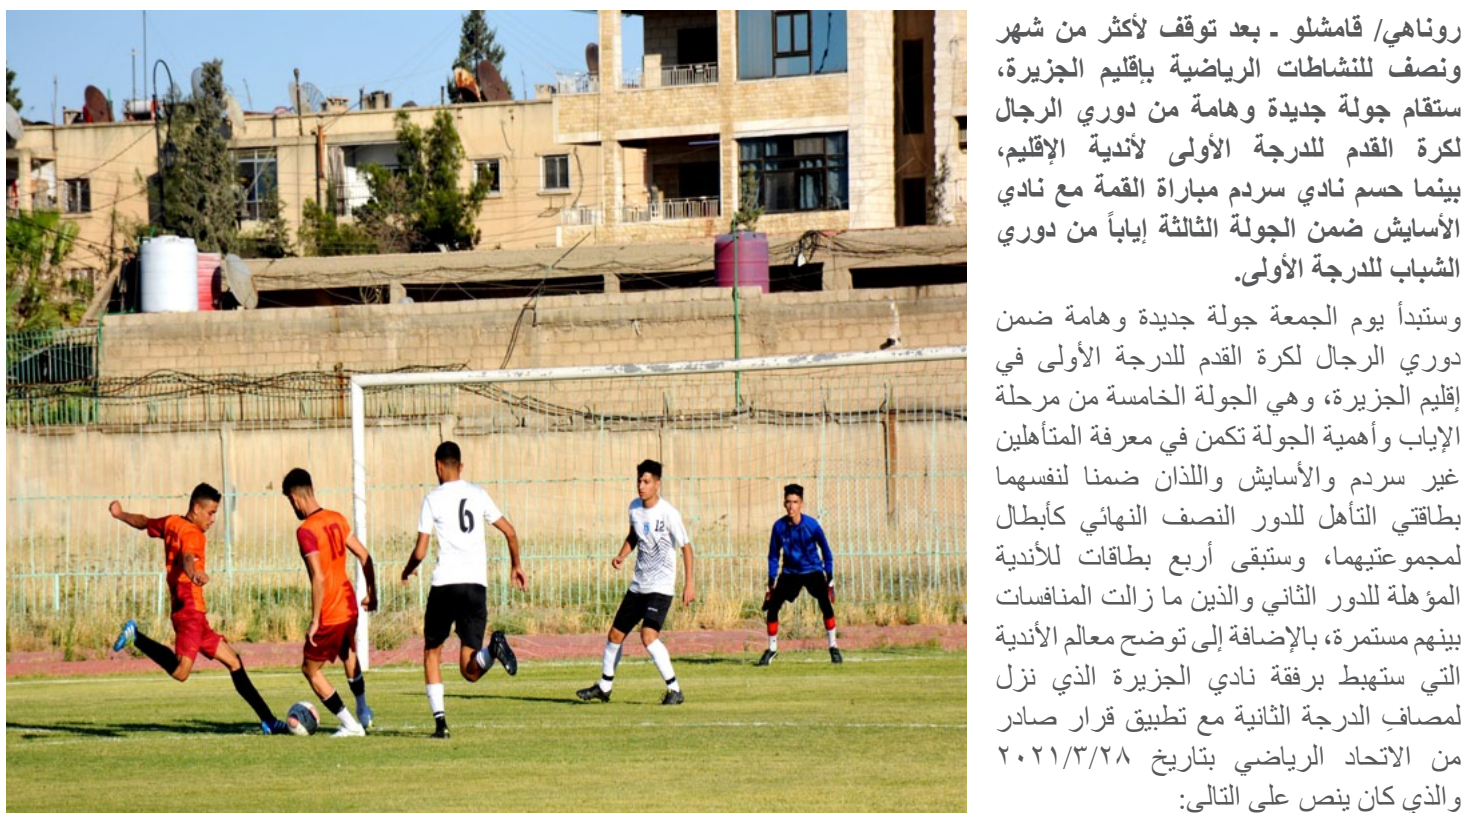 روناهي/ قامشلو ـ بعد توقف لأكثر من شهر
ونصف للنشاطات الرياضية بإقليم الجزيرة،
ستقام جولة جديدة وهامة من دوري الرجال
لكرة القدم للدرجة الأولى لأندية الإقليم،
بينما حسم نادي سردم مباراة القمة مع نادي
الأسايش ضمن الجولة الثالثة إياباً من دوري
الشباب للدرجة الأولى.
وستبدأ يوم الجمعة جولة جديدة وهامة ضمن
دوري الرجال لكرة القدم للدرجة الأولى في
إقليم الجزيرة، وهي الجولة الخامسة من مرحلة
الإياب وأهمية الجولة تكمن في معرفة المتأهلين
غير سردم والأسايش واللذان ضمنا لنفسهما
بطاقتي التأهل للدور النصف النهائي كأبطال
لمجموعتيهما، وستبقى أربع بطاقات للأندية
المؤهلة للدور الثاني والذين ما زالت المنافسات
بينهم مستمرة، بالإضافة إلى توضح معالم الأندية
التي ستهبط برفقة نادي الجزيرة الذي نزل
لمصافِ الدرجة الثانية مع تطبيق قرار صادر
من الاتحاد الرياضي بتاريخ ٢٠٢١/٣/٢٨
والذي كان ينص على التالي:
10
6
12